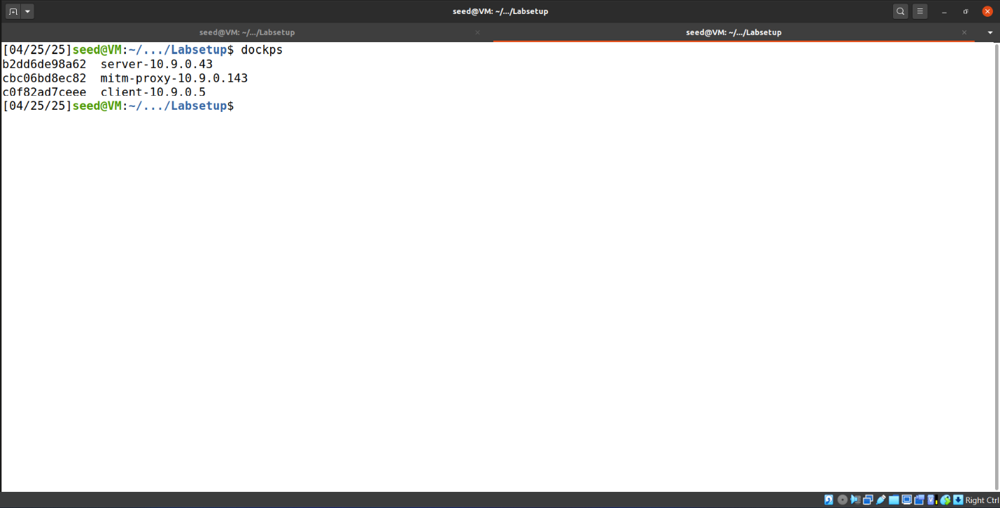 seed@VM: ~/.../Labsetup
seed@VM: ~/.../Labsetup
seed@VM: ~/.../Labsetup
[04/25/25]seed@VM:~/.../Labsetup$ dockps
b2dd6de98a62  server-10.9.0.43
cbc06bd8ec82  mitm-proxy-10.9.0.143
c0f82ad7ceee  client-10.9.0.5
[04/25/25]seed@VM:~/.../Labsetup$
Right Ctrl